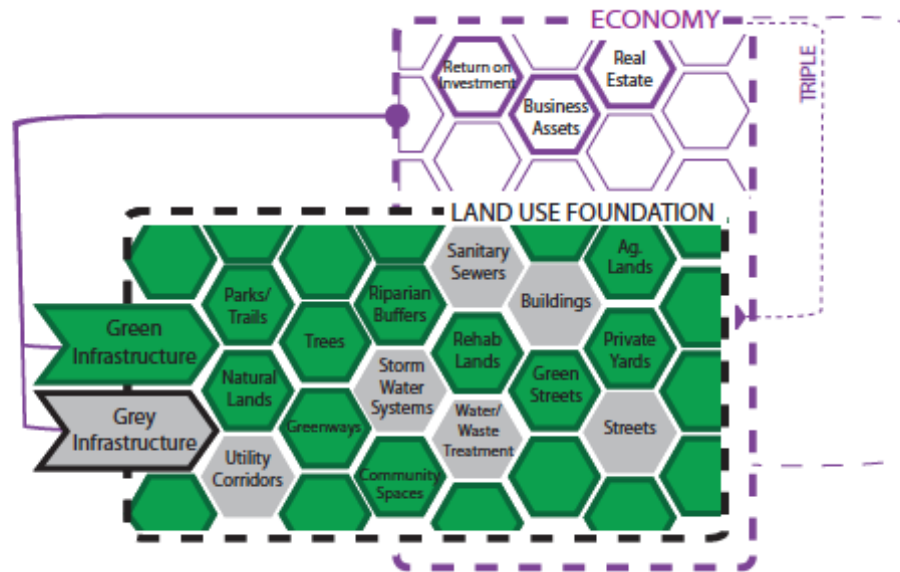 ECONOMY
TRIPLE
Return on
Investment
Real
Estate
Business
Assets
LAND USE FOUNDATION
Sanitary
Sewers
Ag.
Lands
Parks/
Trails
Riparian
Buffers
Buildings
Green
Infrastructure
Trees
Rehab
Lands
Private
Yards
Natural
Lands
Storm
Water
Systems
Green
Streets
Grey
Infrastructure
Greenways
Water/
Waste
Treatment
Streets
Utility
Corridors
Community
Spaces